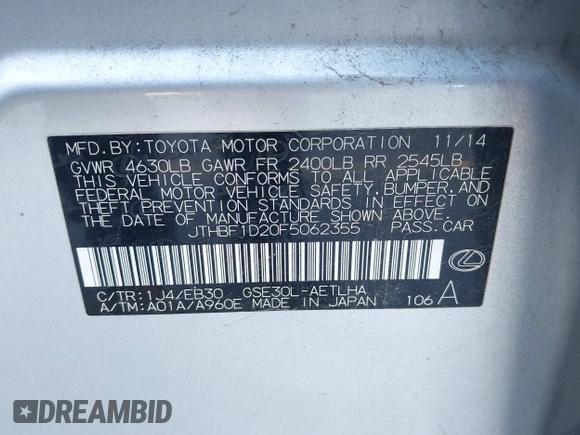 MFD.BY:TOYOTA MOTOR CORPORATION 11/14
GVWR 4630LB GAWR FR 2400LB RR 2545LB
THIS VEHICLE CONFORMS TO ALL APPLICABLE
FEDERAL MOTOR VEHICLE SAFETY,BUMPER,AND
THEFT PREVENTION STANDARDS IN EFFECT ON
THE DATE OF MANUFACTURE SHOWN ABOVE.
JTHBF1D20F5062355 PASS.CAR
C/TR:1J4/EB30 GSE30L-AETLHA
A/TM:A01A/A960E MADE IN JAPAN 106 A
DREAMBID